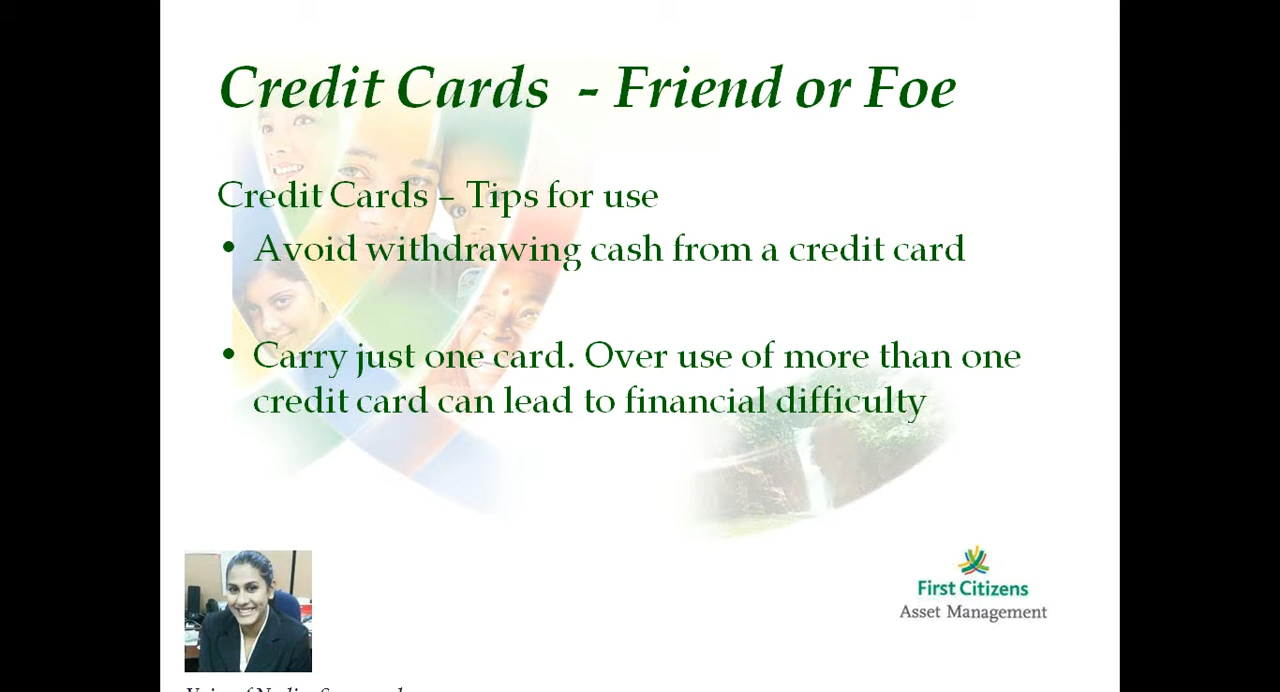 Credit Cards - Friend or Foe
Credit Cards – Tips for use
• Avoid withdrawing cash from a credit card
• Carry just one card. Over use of more than one
credit card can lead to financial difficulty
First Citizens
Asset Management